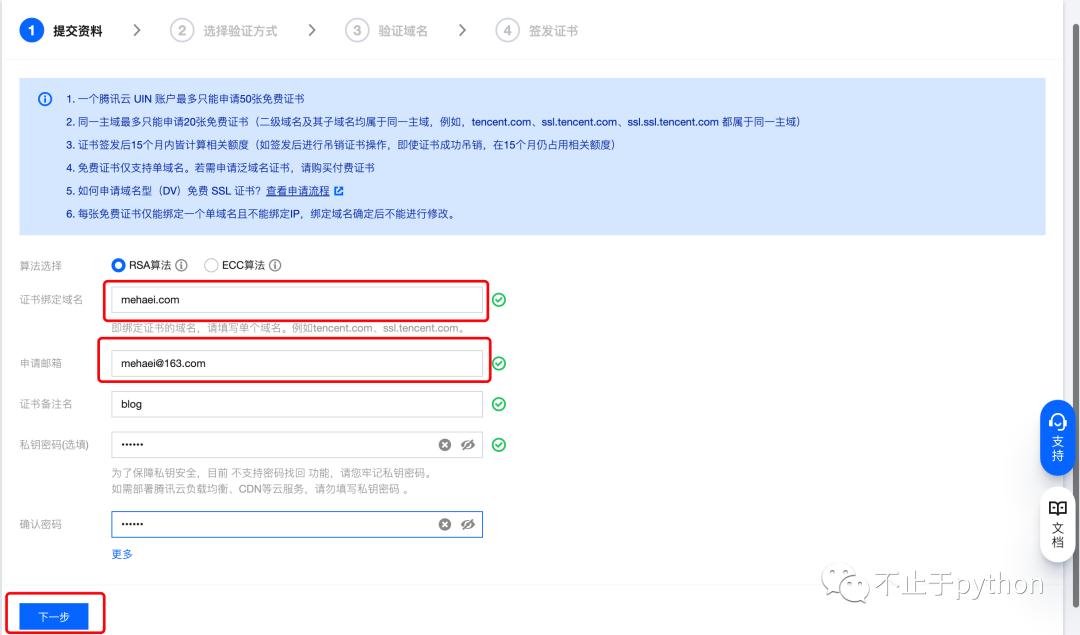 1 提交资料 2 选择验证方式 3 验证域名 4 签发证书
1. 一个腾讯云 UIN 账户最多只能申请50张免费证书
2. 同一主域最多只能申请20张免费证书（二级域名及其子域名均属于同一主域，例如，tencent.com、ssl.tencent.com、ssl.ssl.tencent.com 都属于同一主域）
3. 证书签发后15个月内皆计算相关额度（如签发后进行吊销证书操作，即使证书成功吊销，在15个月仍占用相关额度）
4. 免费证书仅支持单域名。若需申请泛域名证书，请购买付费证书
5. 如何申请域名型（DV）免费 SSL 证书？查看申请流程
6. 每张免费证书仅能绑定一个单域名且不能绑定IP，绑定域名确定后不能进行修改。
算法选择 RSA算法 ECC算法
证书绑定域名 mehaei.com
即绑定证书的域名，请填写单个域名。例如tencent.com、ssl.tencent.com。
申请邮箱 mehaei@163.com
证书备注名 blog
私钥密码(选填) ······
为了保障私钥安全，目前 不支持密码找回 功能，请您牢记私钥密码。
如需部署腾讯云负载均衡、CDN等云服务，请勿填写私钥密码 。
确认密码 ······
更多
下一步
支持
文档
不止于python